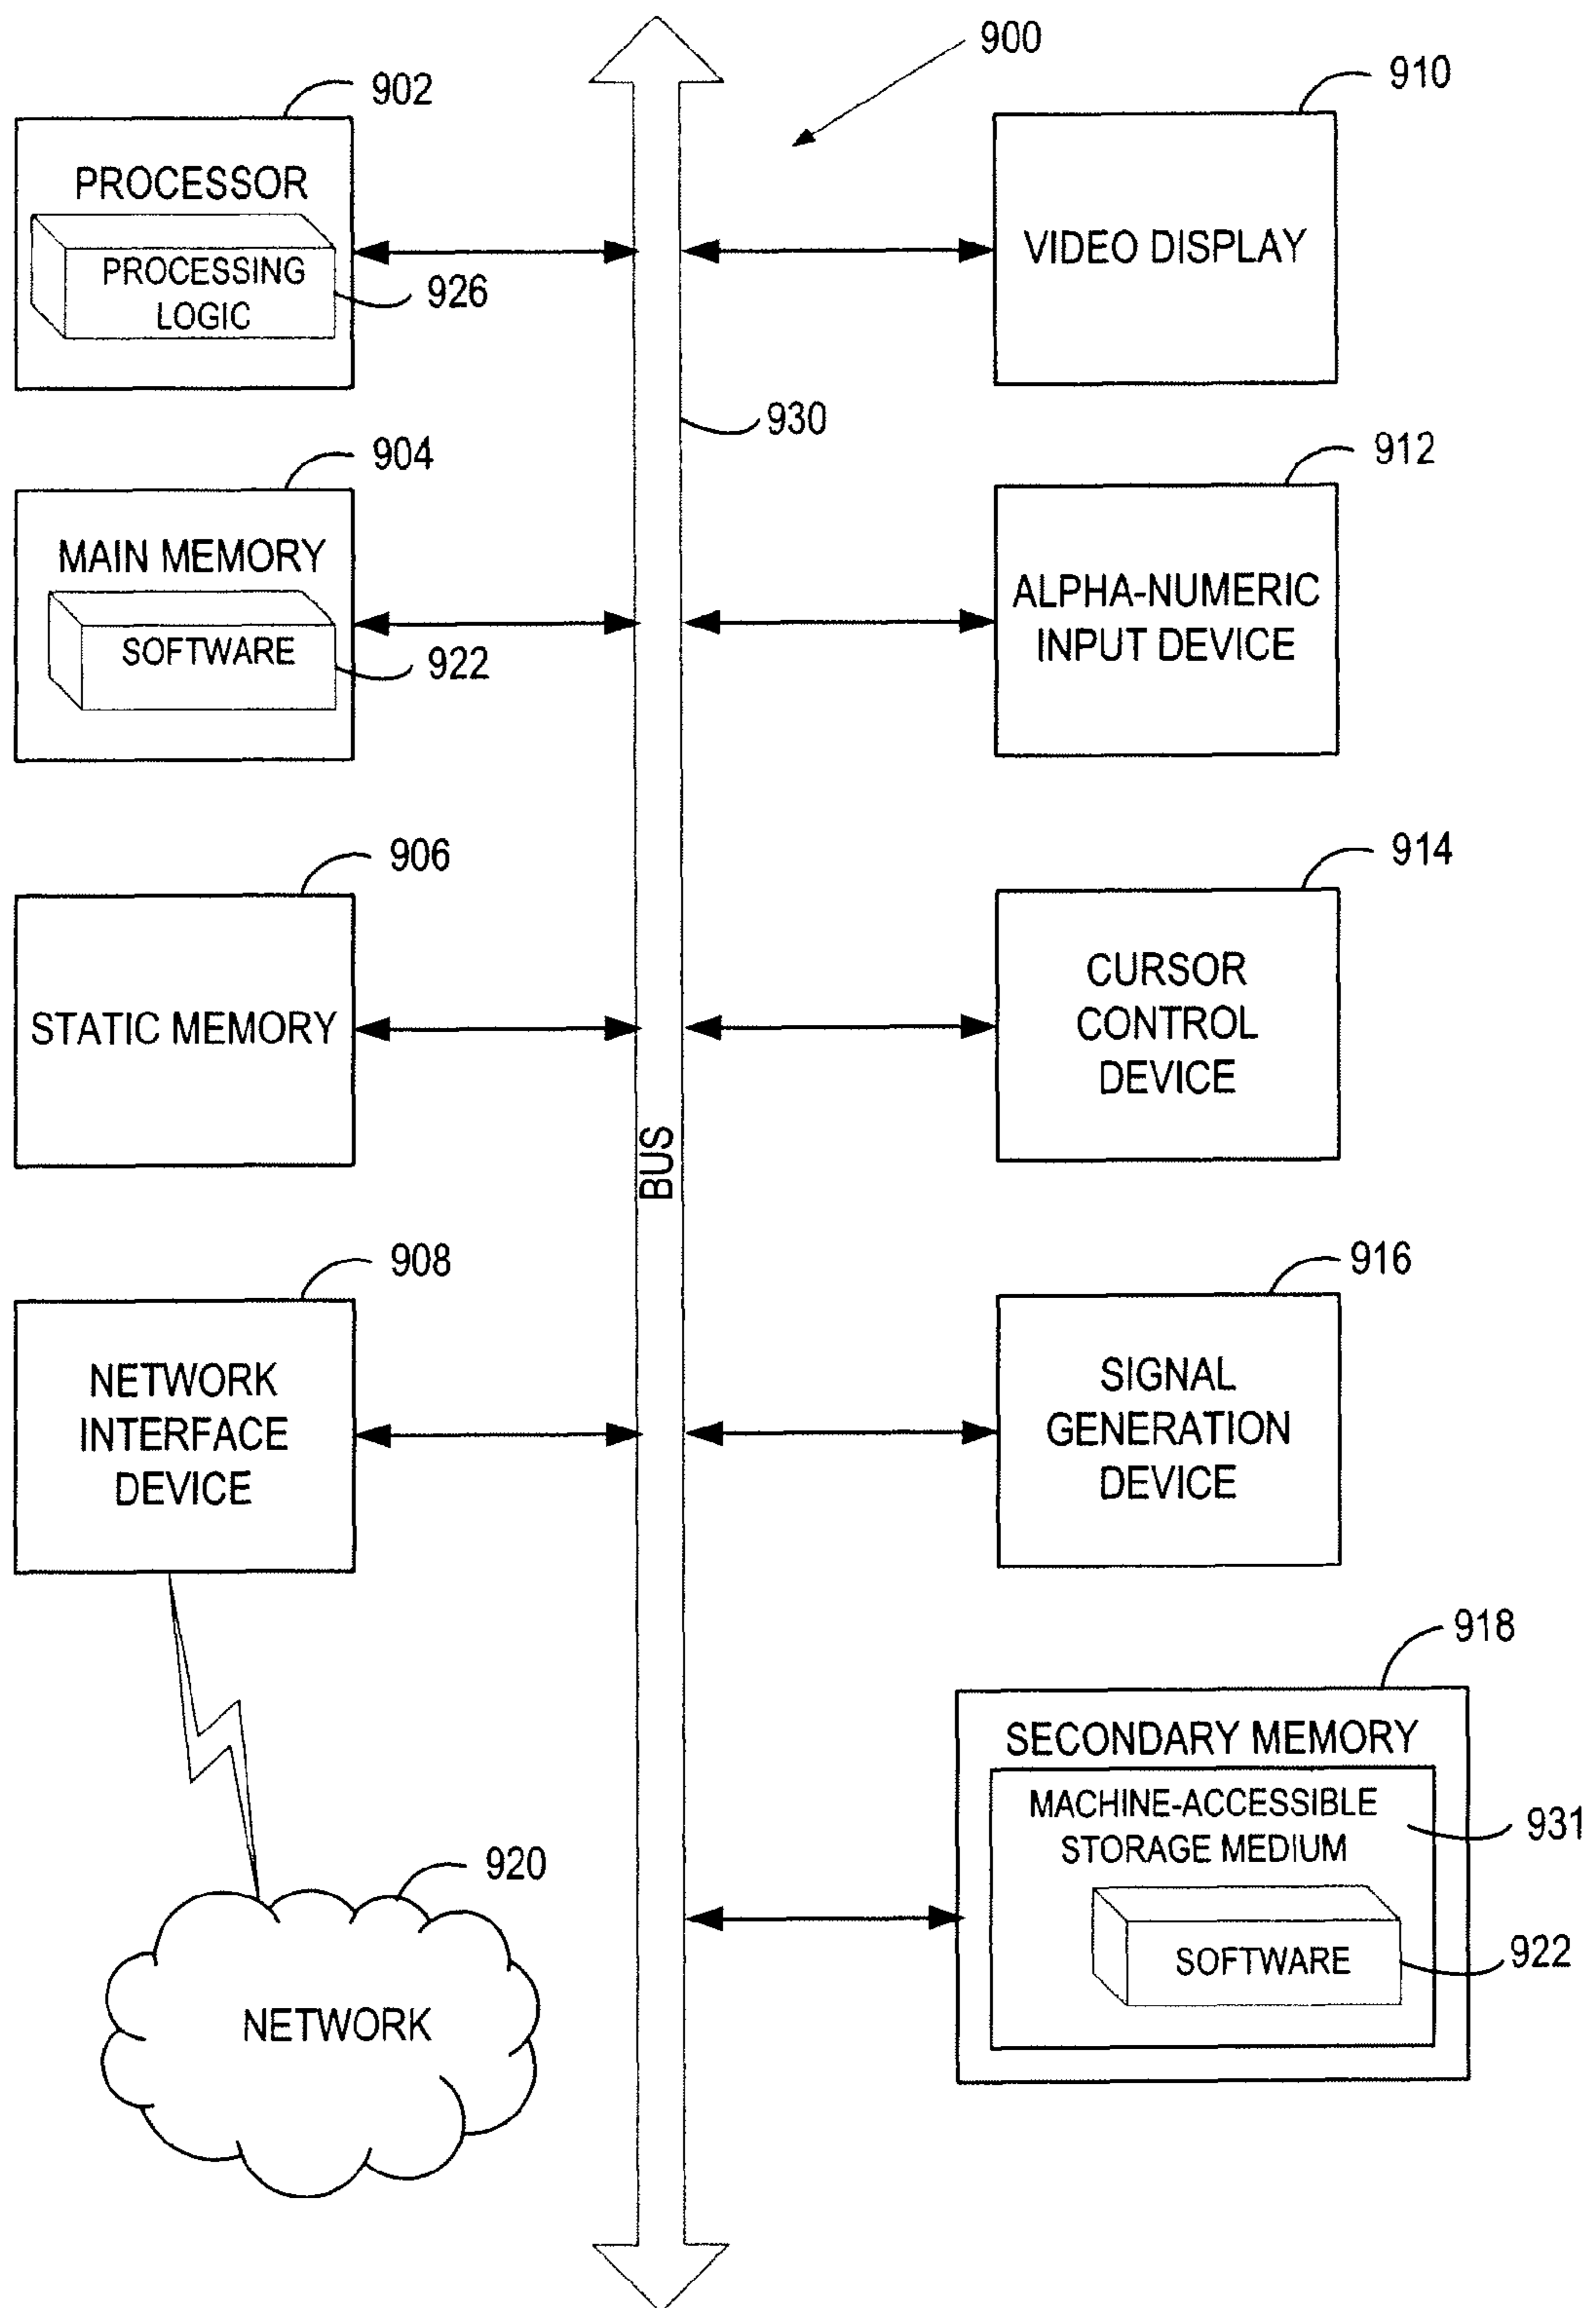 900
902
PROCESSOR
PROCESSING
LOGIC
926
910
VIDEO DISPLAY
930
904
MAIN MEMORY
SOFTWARE
922
912
ALPHA-NUMERIC
INPUT DEVICE
906
STATIC MEMORY
914
CURSOR
CONTROL
DEVICE
BUS
908
NETWORK
INTERFACE
DEVICE
916
SIGNAL
GENERATION
DEVICE
918
SECONDARY MEMORY
MACHINE-ACCESSIBLE
STORAGE MEDIUM
931
SOFTWARE
922
920
NETWORK